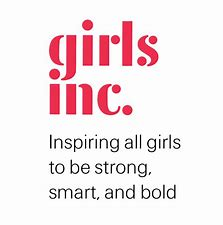 girls
inc.
Inspiring all girls
to be strong,
smart, and bold